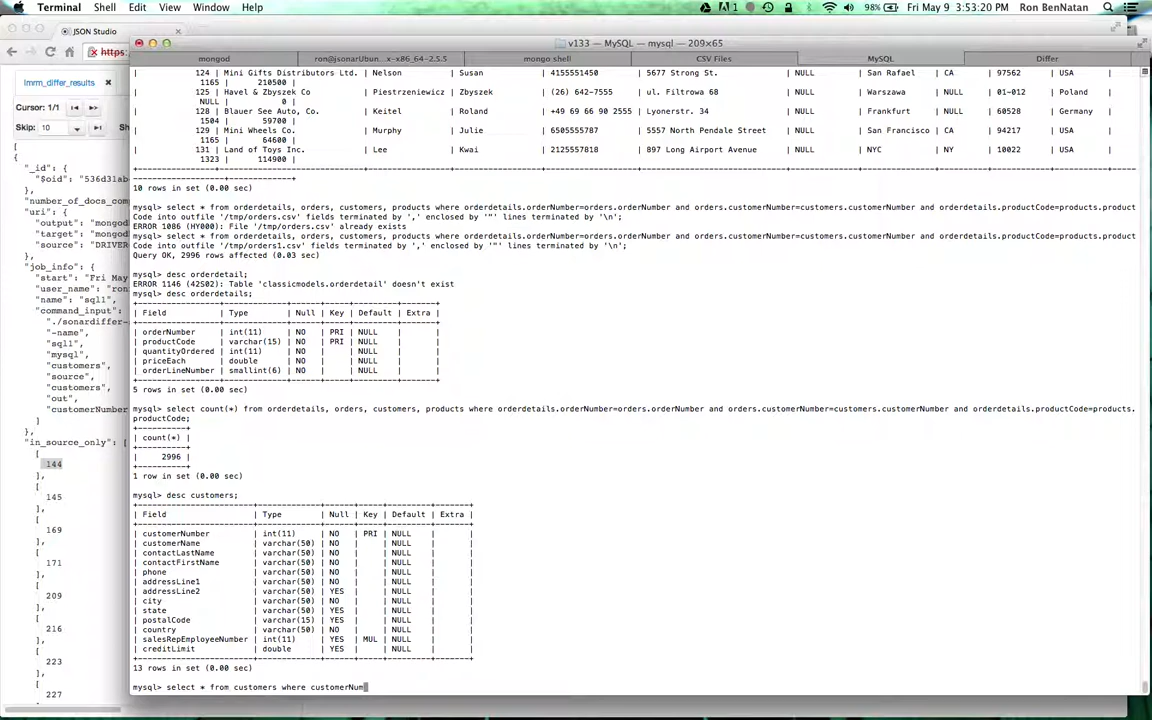 Terminal Shell Edit View Window Help 1 98% Fri May 9 3:53:20 PM Ron BenNatan
JSON Studio
https:
lmrm_differ_results
Cursor: 1/1
Skip: 10
[
{
"_id": {
"$oid": "536d31ab
},
"number_of_docs_com
"uri": {
"output": "mongod
"target": "mongod
"source": "DRIVER
},
"job_info": {
"start": "Fri May
"user_name": "ron
"name": "sql1",
"command_input":
"./sonardiffer-
"-name",
"sql1",
"mysql",
"customers",
"source",
"customers",
"out",
"customerNumber
]
},
"in_source_only": [
[
144
],
[
145
],
[
169
],
[
171
],
[
209
],
[
216
],
[
223
],
[
227
v133 — MySQL — mysql — 209×65
mongod ron@jsonarUbun...x-x86_64-2.5.5 mongo shell CSV Files MySQL Differ
| 124 | Mini Gifts Distributors Ltd. | Nelson | Susan | 4155551450 | 5677 Strong St. | NULL | San Rafael | CA | 97562 | USA |
1165 | 210500 |
| 125 | Havel & Zbyszek Co | Piestrzeniewicz | Zbyszek | (26) 642-7555 | ul. Filtrowa 68 | NULL | Warszawa | NULL | 01-012 | Poland |
NULL | 0 |
| 128 | Blauer See Auto, Co. | Keitel | Roland | +49 69 66 90 2555 | Lyonerstr. 34 | NULL | Frankfurt | NULL | 60528 | Germany |
1504 | 59700 |
| 129 | Mini Wheels Co. | Murphy | Julie | 6505555787 | 5557 North Pendale Street | NULL | San Francisco | CA | 94217 | USA |
1165 | 64600 |
| 131 | Land of Toys Inc. | Lee | Kwai | 2125557818 | 897 Long Airport Avenue | NULL | NYC | NY | 10022 | USA |
1323 | 114900 |
10 rows in set (0.00 sec)
mysql> select * from orderdetails, orders, customers, products where orderdetails.orderNumber=orders.orderNumber and orders.customerNumber=customers.customerNumber and orderdetails.productCode=products.product
Code into outfile '/tmp/orders.csv' fields terminated by ',' enclosed by '"' lines terminated by '\n';
ERROR 1086 (HY000): File '/tmp/orders.csv' already exists
mysql> select * from orderdetails, orders, customers, products where orderdetails.orderNumber=orders.orderNumber and orders.customerNumber=customers.customerNumber and orderdetails.productCode=products.product
Code into outfile '/tmp/orders1.csv' fields terminated by ',' enclosed by '"' lines terminated by '\n';
Query OK, 2996 rows affected (0.03 sec)
mysql> desc orderdetail;
ERROR 1146 (42S02): Table 'classicmodels.orderdetail' doesn't exist
mysql> desc orderdetails;
| Field | Type | Null | Key | Default | Extra |
| orderNumber | int(11) | NO | PRI | NULL | |
| productCode | varchar(15) | NO | PRI | NULL | |
| quantityOrdered | int(11) | NO | | NULL | |
| priceEach | double | NO | | NULL | |
| orderLineNumber | smallint(6) | NO | | NULL | |
5 rows in set (0.00 sec)
mysql> select count(*) from orderdetails, orders, customers, products where orderdetails.orderNumber=orders.orderNumber and orders.customerNumber=customers.customerNumber and orderdetails.productCode=products.
productCode;
| count(*) |
| 2996 |
1 row in set (0.00 sec)
mysql> desc customers;
| Field | Type | Null | Key | Default | Extra |
| customerNumber | int(11) | NO | PRI | NULL | |
| customerName | varchar(50) | NO | | NULL | |
| contactLastName | varchar(50) | NO | | NULL | |
| contactFirstName | varchar(50) | NO | | NULL | |
| phone | varchar(50) | NO | | NULL | |
| addressLine1 | varchar(50) | NO | | NULL | |
| addressLine2 | varchar(50) | YES | | NULL | |
| city | varchar(50) | NO | | NULL | |
| state | varchar(50) | YES | | NULL | |
| postalCode | varchar(15) | YES | | NULL | |
| country | varchar(50) | NO | | NULL | |
| salesRepEmployeeNumber | int(11) | YES | MUL | NULL | |
| creditLimit | double | YES | | NULL | |
13 rows in set (0.00 sec)
mysql> select * from customers where customerNum